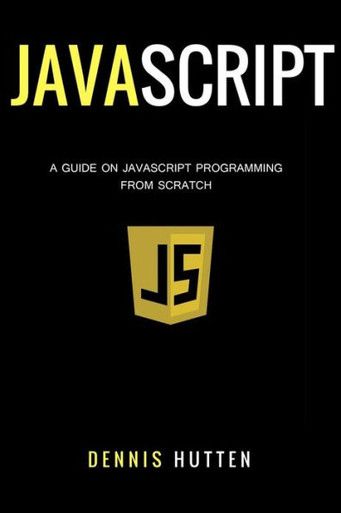 JAVASCRIPT
A GUIDE ON JAVASCRIPT PROGRAMMING
FROM SCRATCH
JS
DENNIS HUTTEN